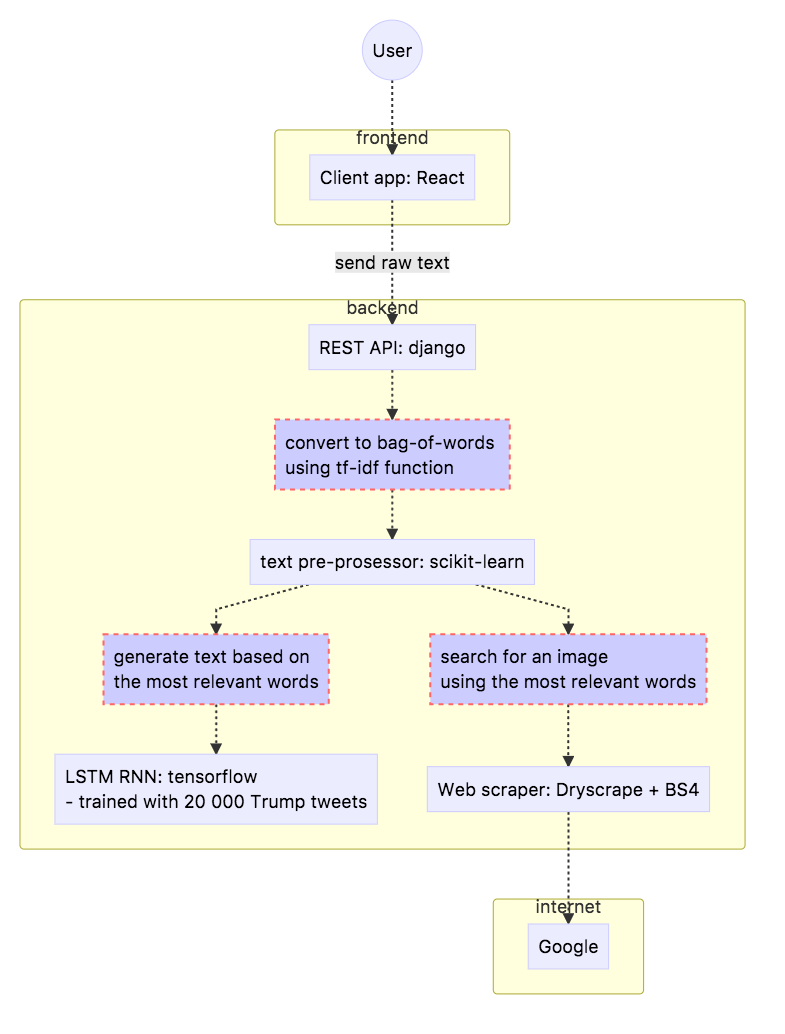 User
frontend
Client app: React
send raw text
backend
REST API: django
convert to bag-of-words
using tf-idf function
text pre-prosessor: scikit-learn
generate text based on
the most relevant words
search for an image
using the most relevant words
LSTM RNN: tensorflow
- trained with 20 000 Trump tweets
Web scraper: Dryscrape + BS4
internet
Google